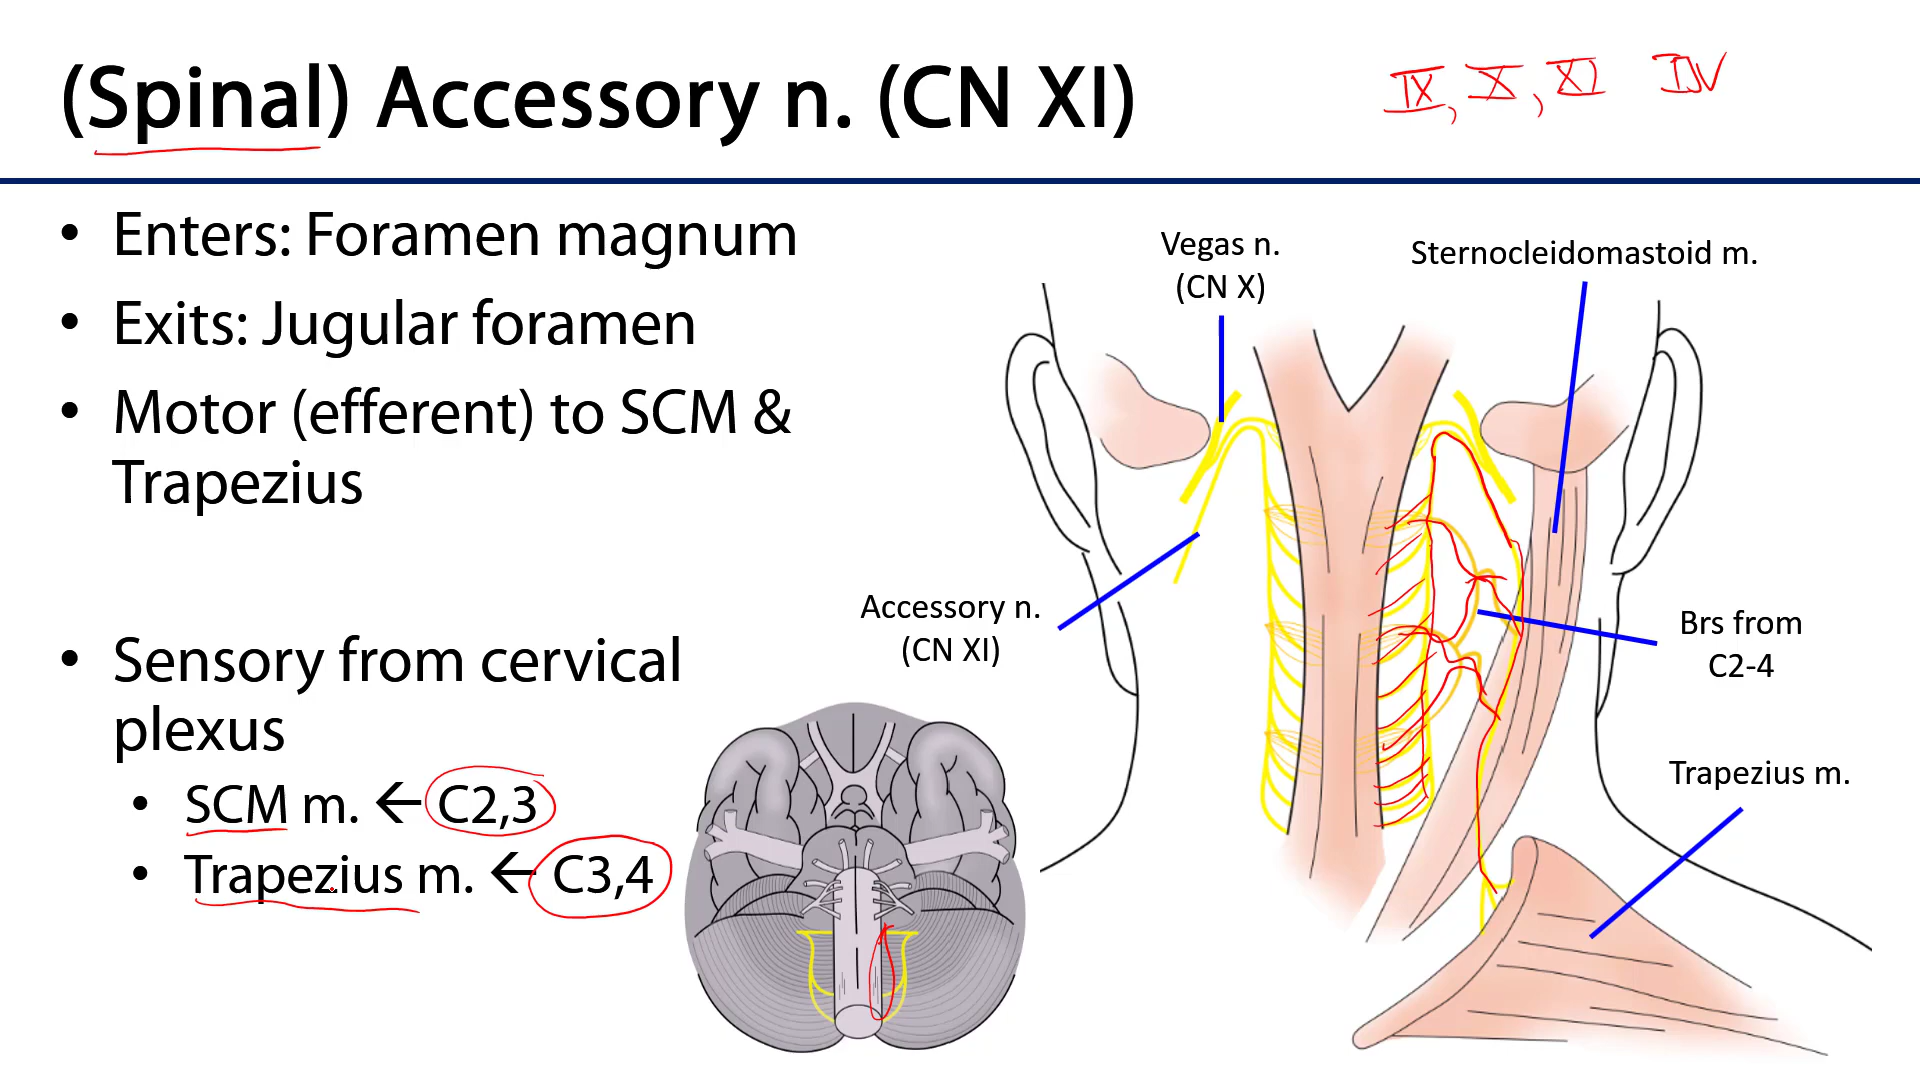 (Spinal) Accessory n. (CN XI)
IX, X, XI IJV
• Enters: Foramen magnum
• Exits: Jugular foramen
• Motor (efferent) to SCM &
Trapezius
• Sensory from cervical
plexus
• SCM m. ← C2,3
• Trapezius m. ← C3,4
Vegas n.
(CN X)
Sternocleidomastoid m.
Accessory n.
(CN XI)
Brs from
C2-4
Trapezius m.